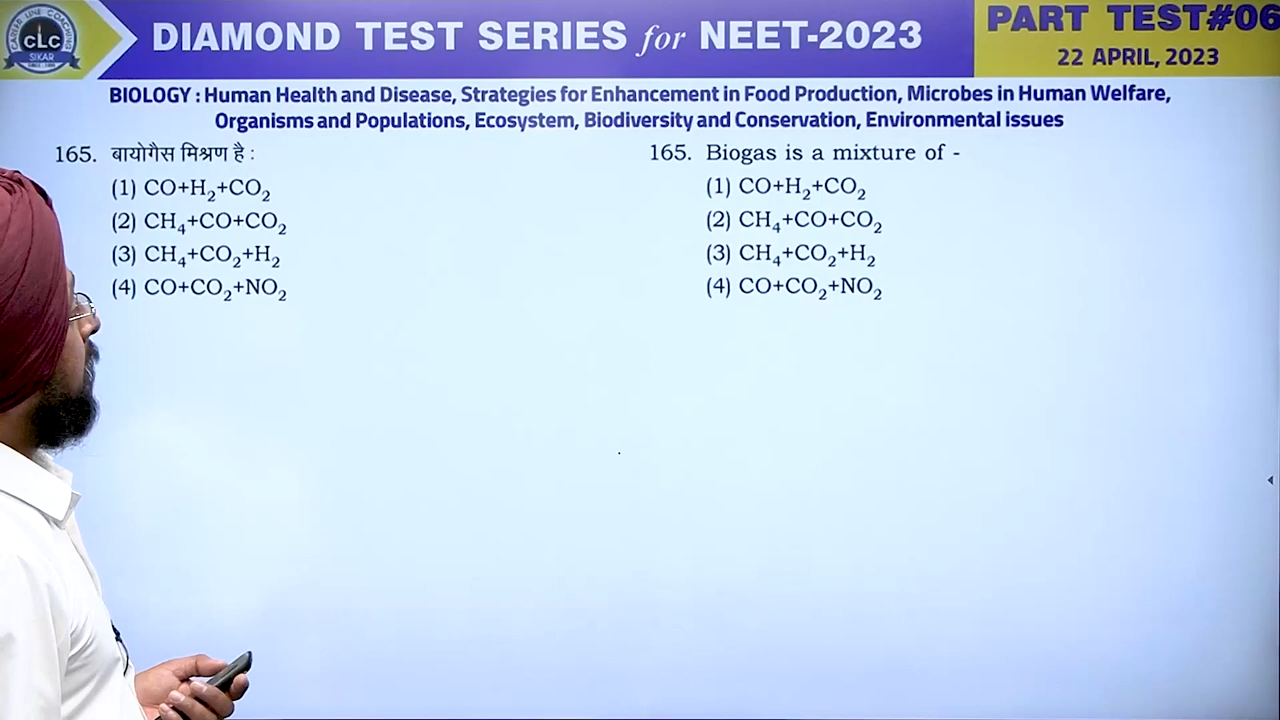 CAREER LINE COACHING
CLC
SIKAR
DIAMOND TEST SERIES for NEET-2023
PART TEST#06
22 APRIL, 2023
BIOLOGY : Human Health and Disease, Strategies for Enhancement in Food Production, Microbes in Human Welfare,
Organisms and Populations, Ecosystem, Biodiversity and Conservation, Environmental issues
165. बायोगैस मिश्रण है :
(1) CO+H₂+CO₂
(2) CH₄+CO+CO₂
(3) CH₄+CO₂+H₂
(4) CO+CO₂+NO₂
165. Biogas is a mixture of -
(1) CO+H₂+CO₂
(2) CH₄+CO+CO₂
(3) CH₄+CO₂+H₂
(4) CO+CO₂+NO₂